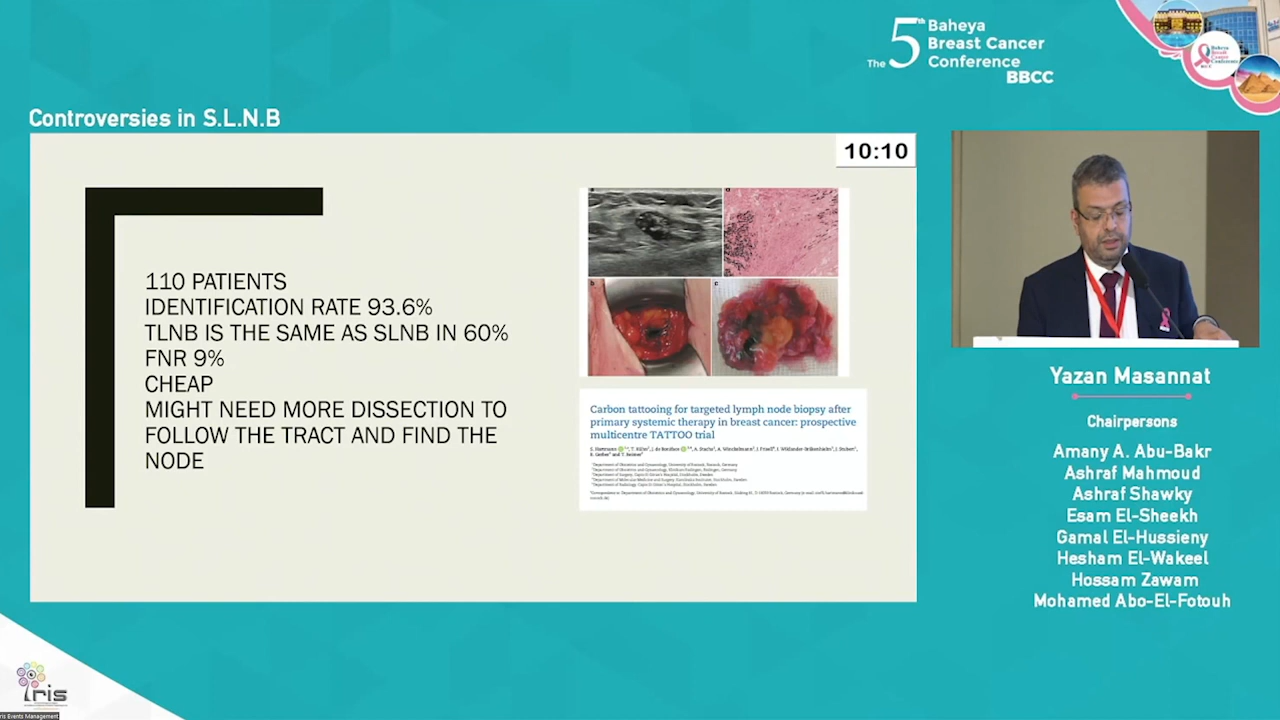 The 5th Baheya
Breast Cancer
Conference
BBCC
Controversies in S.L.N.B
10:10
110 PATIENTS
IDENTIFICATION RATE 93.6%
TLNB IS THE SAME AS SLNB IN 60%
FNR 9%
CHEAP
MIGHT NEED MORE DISSECTION TO
FOLLOW THE TRACT AND FIND THE
NODE
Carbon tattooing for targeted lymph node biopsy after
primary systemic therapy in breast cancer: prospective
multicentre TATTOO trial
Yazan Masannat
Chairpersons
Amany A. Abu-Bakr
Ashraf Mahmoud
Ashraf Shawky
Esam El-Sheekh
Gamal El-Hussieny
Hesham El-Wakeel
Hossam Zawam
Mohamed Abo-El-Fotouh
Iris
Iris Events Management